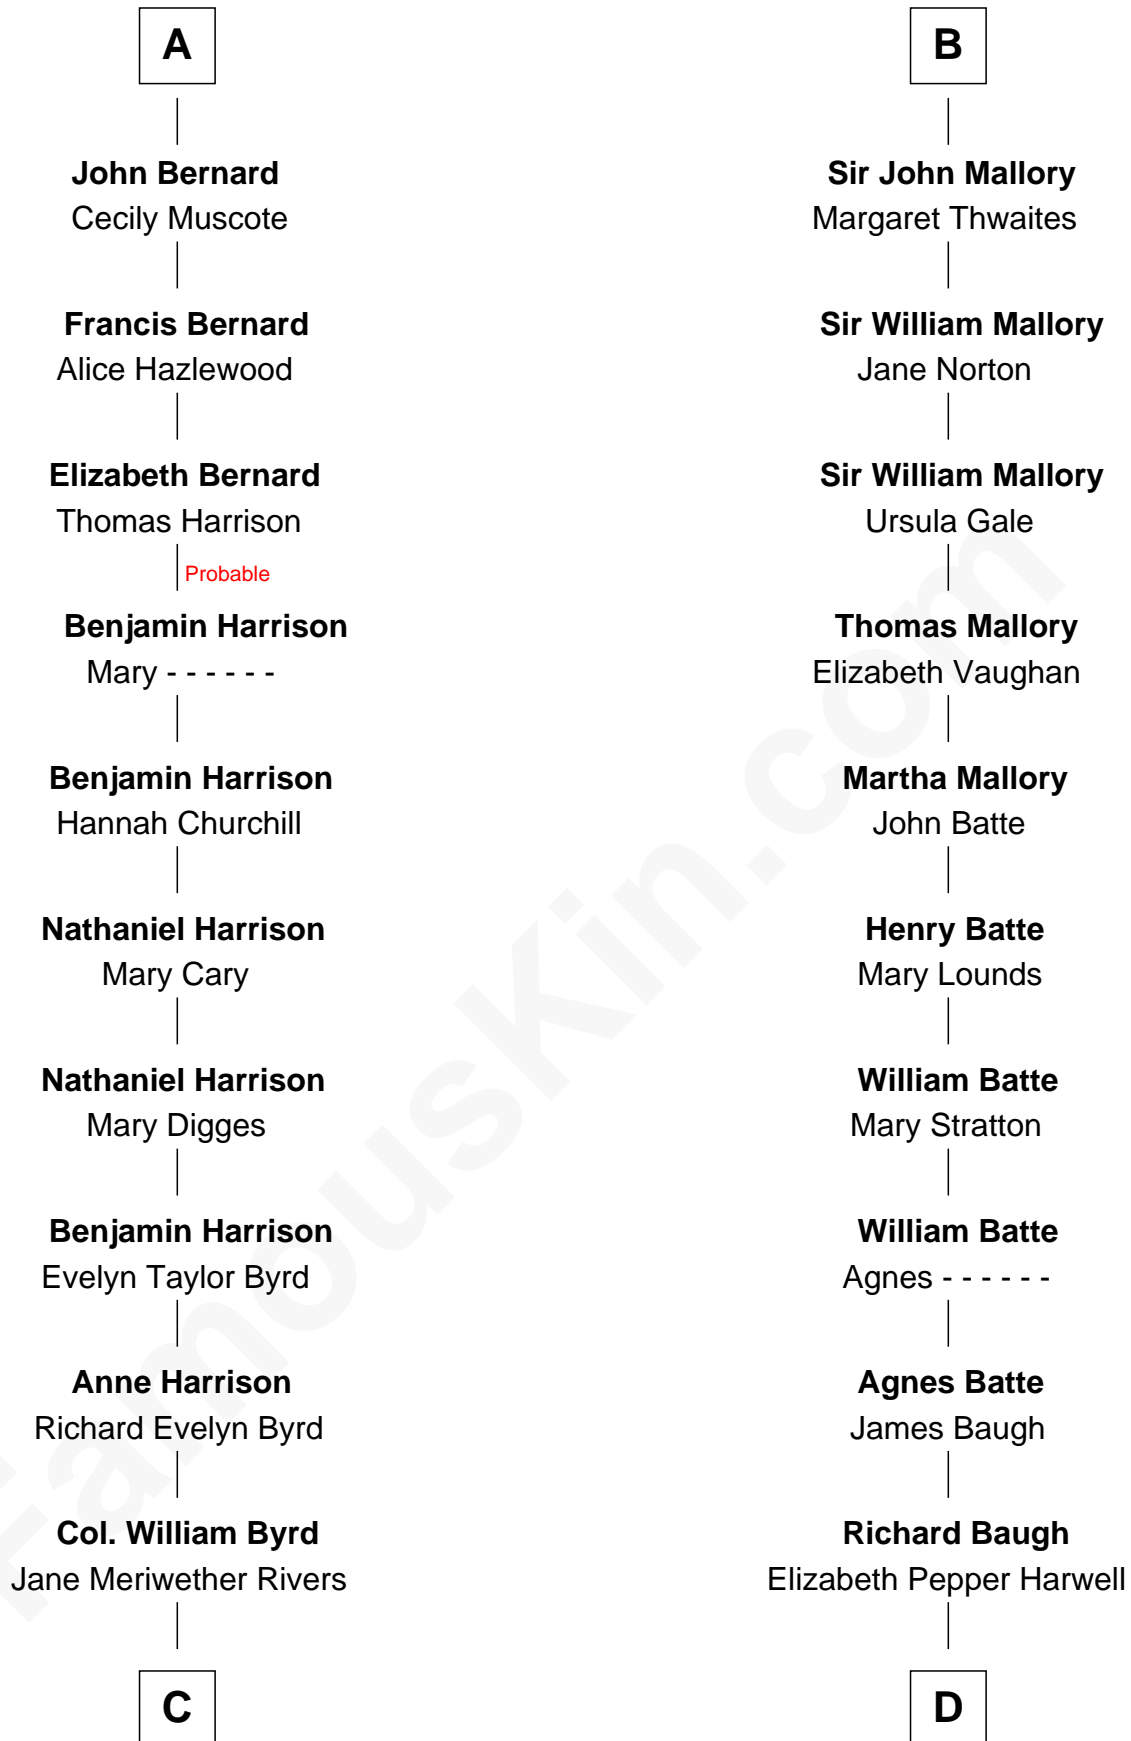 A
John Bernard
Cecily Muscote
Francis Bernard
Alice Hazlewood
Elizabeth Bernard
Thomas Harrison
Probable
Benjamin Harrison
Mary - - - - - -
Benjamin Harrison
Hannah Churchill
Nathaniel Harrison
Mary Cary
Nathaniel Harrison
Mary Digges
Benjamin Harrison
Evelyn Taylor Byrd
Anne Harrison
Richard Evelyn Byrd
Col. William Byrd
Jane Meriwether Rivers
C
B
Sir John Mallory
Margaret Thwaites
Sir William Mallory
Jane Norton
Sir William Mallory
Ursula Gale
Thomas Mallory
Elizabeth Vaughan
Martha Mallory
John Batte
Henry Batte
Mary Lounds
William Batte
Mary Stratton
William Batte
Agnes - - - - - -
Agnes Batte
James Baugh
Richard Baugh
Elizabeth Pepper Harwell
D
FamousKin.com